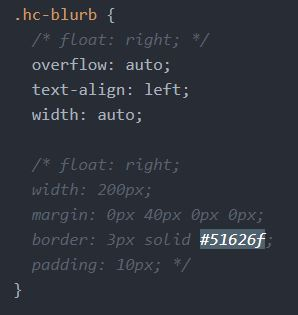 .hc-blurb {
/* float: right; */
overflow: auto;
text-align: left;
width: auto;
/* float: right;
width: 200px;
margin: 0px 40px 0px 0px;
border: 3px solid #51626f;
padding: 10px; */
}